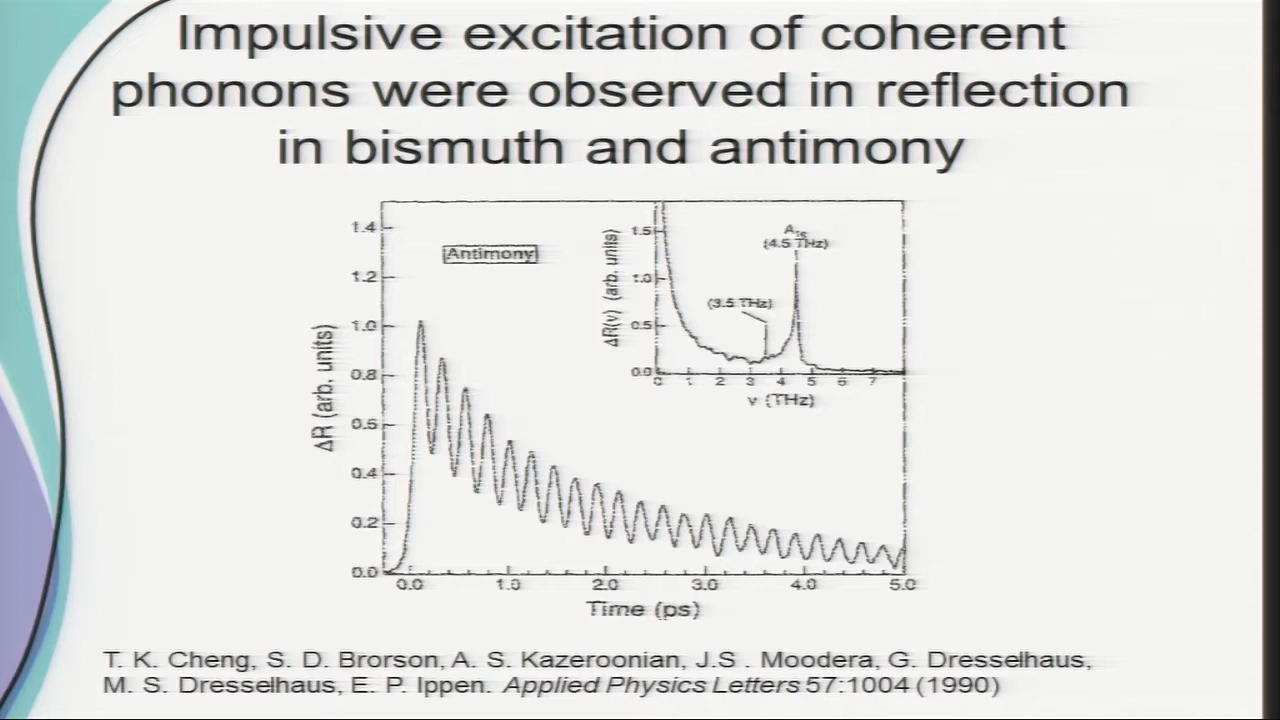 Impulsive excitation of coherent
phonons were observed in reflection
in bismuth and antimony
1.4
1.2
1.0
0.8
0.6
0.4
0.2
0.0
ΔR (arb. units)
Antimony
0.0 1.0 2.0 3.0 4.0 5.0
Time (ps)
1.5
1.0
0.5
0.0
ΔR(ν) (arb. units)
A1g
(4.5 THz)
(3.5 THz)
0 1 2 3 4 5 6 7
ν (THz)
T. K. Cheng, S. D. Brorson, A. S. Kazeroonian, J.S . Moodera, G. Dresselhaus,
M. S. Dresselhaus, E. P. Ippen. Applied Physics Letters 57:1004 (1990)